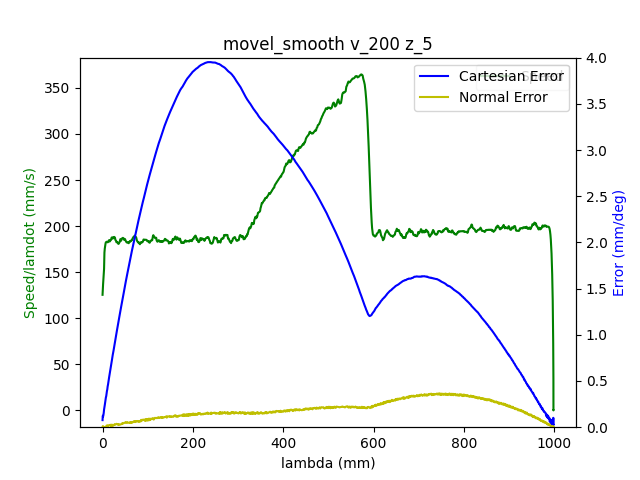 movel_smooth v_200 z_5
Cartesian Error
Normal Error
Speed/lamdot (mm/s)
350
300
250
200
150
100
50
0
4.0
3.5
3.0
2.5
2.0
1.5
1.0
0.5
0.0
Error (mm/deg)
0 200 400 600 800 1000
lambda (mm)